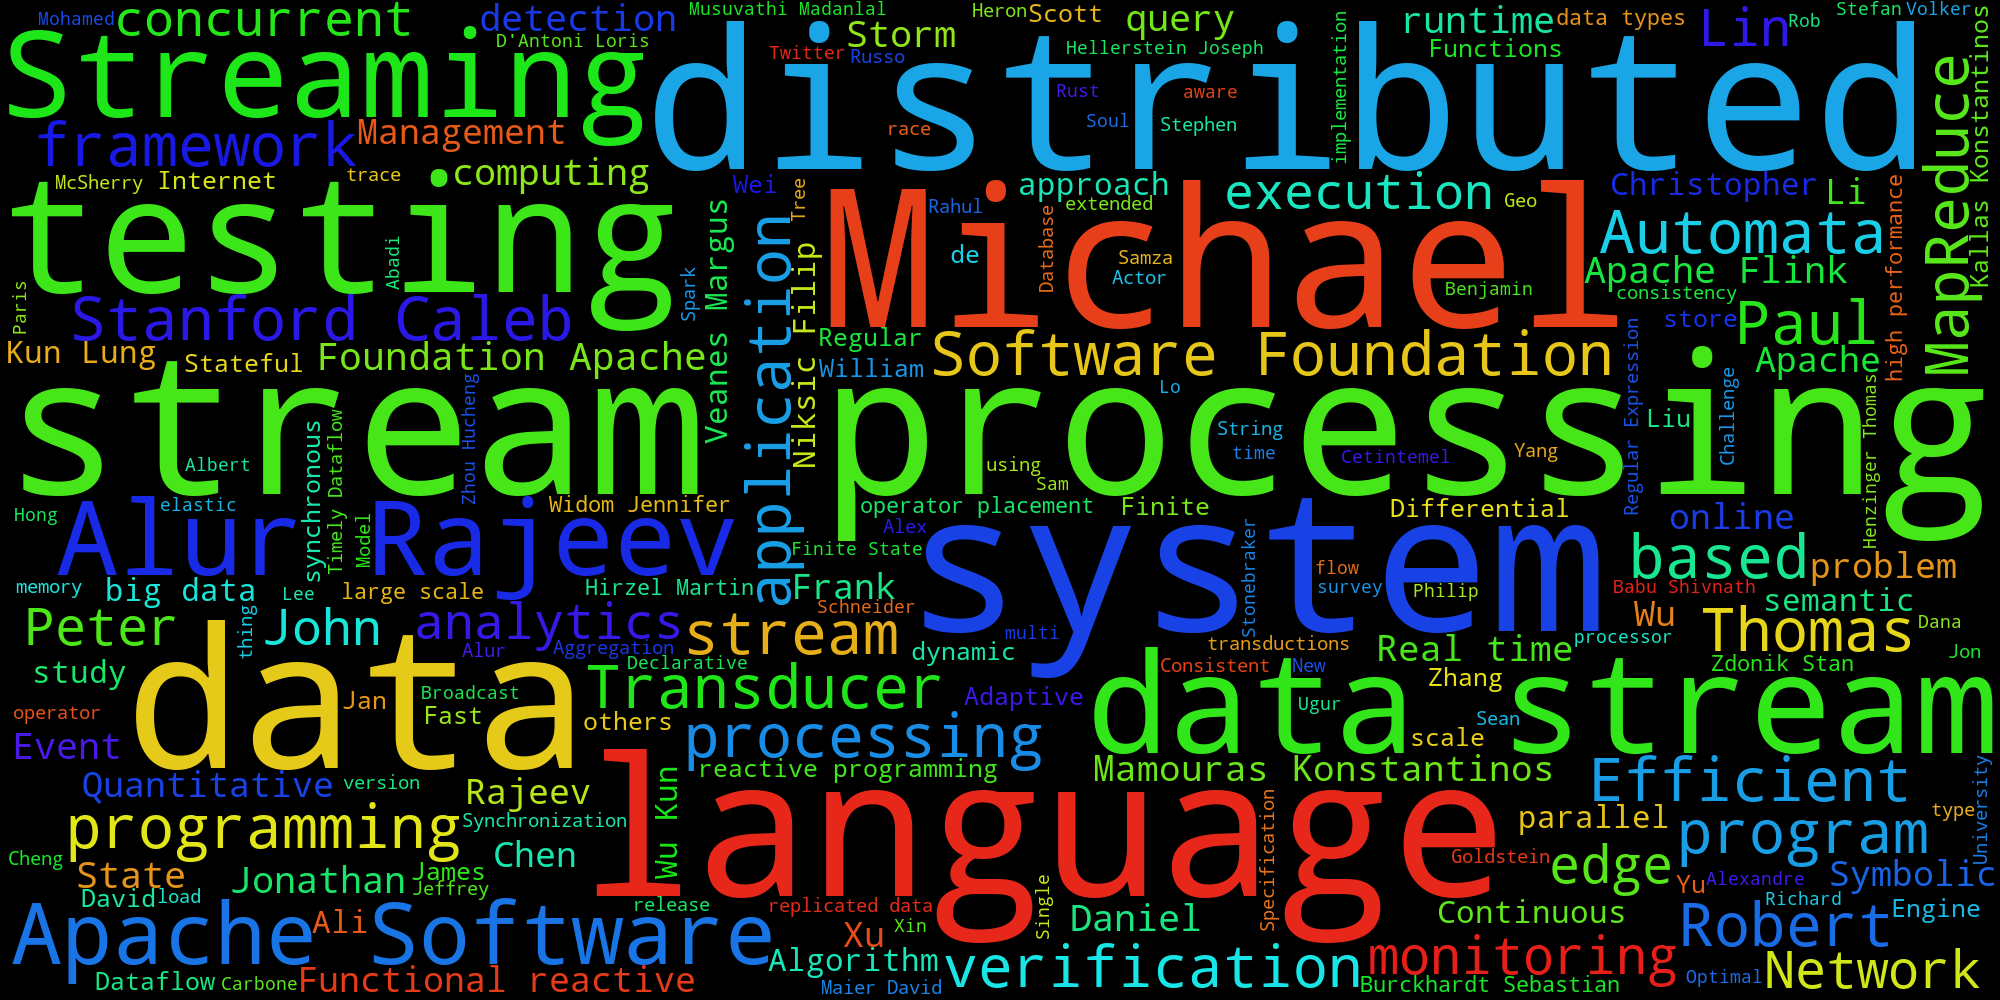 Mohamed
concurrent
detection
Musuvathi Madanlal
Heron
Scott
query
runtime
data types
Lin
Rob
Stefan
Volker
Streaming
D'Antoni Loris
Twitter
Storm
Russo
Hellerstein Joseph
Functions
distributed
implementation
Konstantinos
Kallas
MapReduce
framework
Management
Rust
aware
race
Soul
Stephen
McSherry
Internet
trace
computing
Wei
Tree
approach
execution
Geo
Christopher
Li
testing
Abadi
Veanes Margus
application
Michael
Rahul
extended
Database
de
Samza
Actor
Benjamin
Automata
Apache Flink
consistency
high performance
Paris
Stanford Caleb
Spark
Niksic Filip
Regular
store
Paul
Kun Lung
Stateful
Foundation Apache
William
Software Foundation
Regular Expression
Apache
stream
processing
Lo
Challenge
Henzinger Thomas
Zhou Hucheng
Timely Dataflow
synchronous
Albert
String
time
Cetintemel
Yang
Liu
using
Sam
Hong
elastic
Alur Rajeev
Model
Widom Jennifer
operator placement
Finite
Differential
online
Alex
Finite State
system
Stonebraker
flow
survey
Philip
based
problem
memory
big data
Lee
large scale
Hirzel Martin
Frank
Schneider
Babu Shivnath
semantic
Peter
thing
John
analytics
Alur
Aggregation
stream
multi
dynamic
transductions
Real time
processor
Wu
Thomas
Dana
Jon
study
data
Declarative
Consistent
New
Zhang
Zdonik Stan
operator
Jan
Broadcast
Fast
Transducer
others
Adaptive
data stream
Ugur
Sean
scale
Event
processing
Quantitative
version
Rajeev
reactive programming
Mamouras Konstantinos
Efficient
University
Wu Kun
language
Specification
parallel
type
programming
Synchronization
program
Cheng
Chen
Goldstein
edge
State
Jonathan
James
Jeffrey
Yu
Alexandre
Symbolic
David
load
release
replicated data
Single
Richard
Engine
Apache Software
Ali
Xu
Xin
Daniel
Continuous
Robert
Algorithm
verification
monitoring
Dataflow
Carbone
Functional reactive
Maier David
Burckhardt Sebastian
Optimal
Network